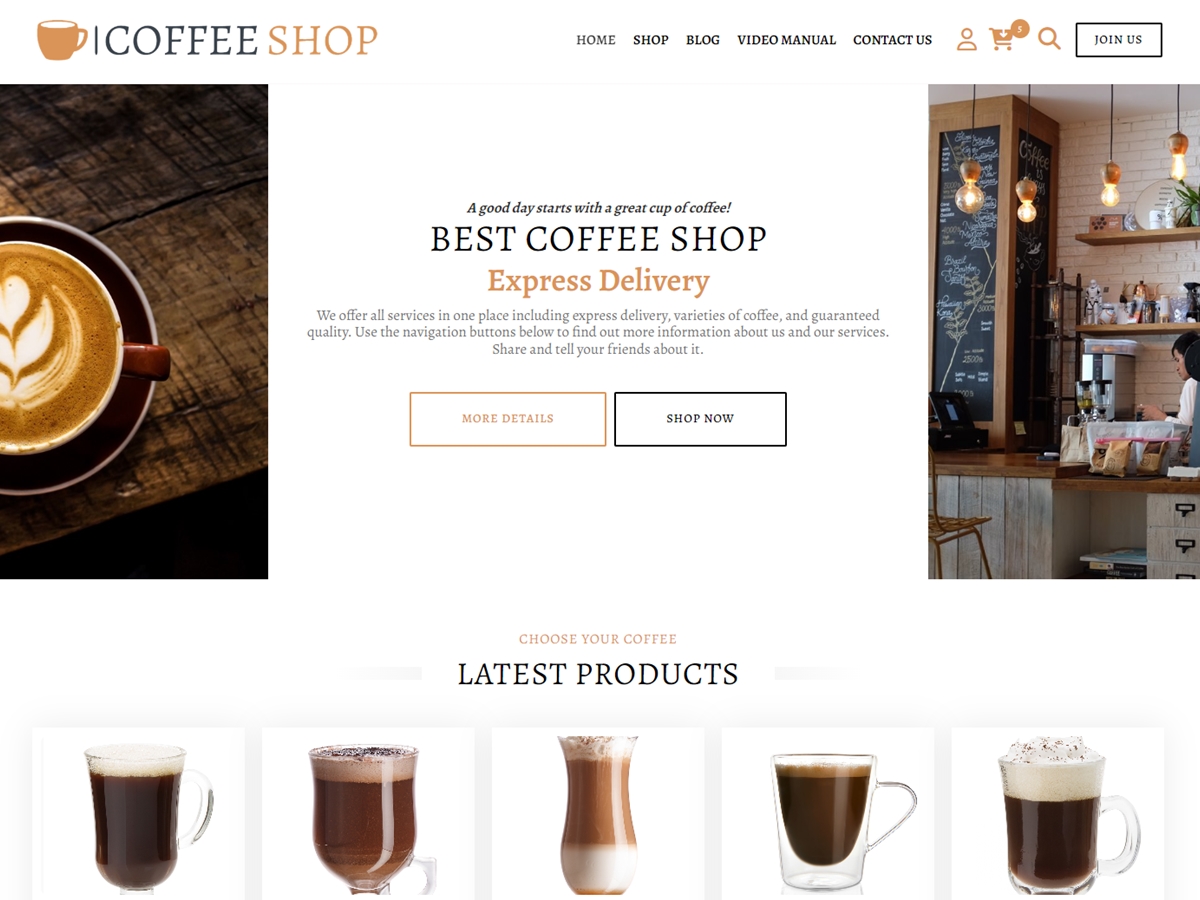 COFFEE SHOP
HOME SHOP BLOG VIDEO MANUAL CONTACT US 5 JOIN US
A good day starts with a great cup of coffee!
BEST COFFEE SHOP
Express Delivery
We offer all services in one place including express delivery, varieties of coffee, and guaranteed
quality. Use the navigation buttons below to find out more information about us and our services.
Share and tell your friends about it.
MORE DETAILS SHOP NOW
Coffee
CHOOSE YOUR COFFEE
LATEST PRODUCTS